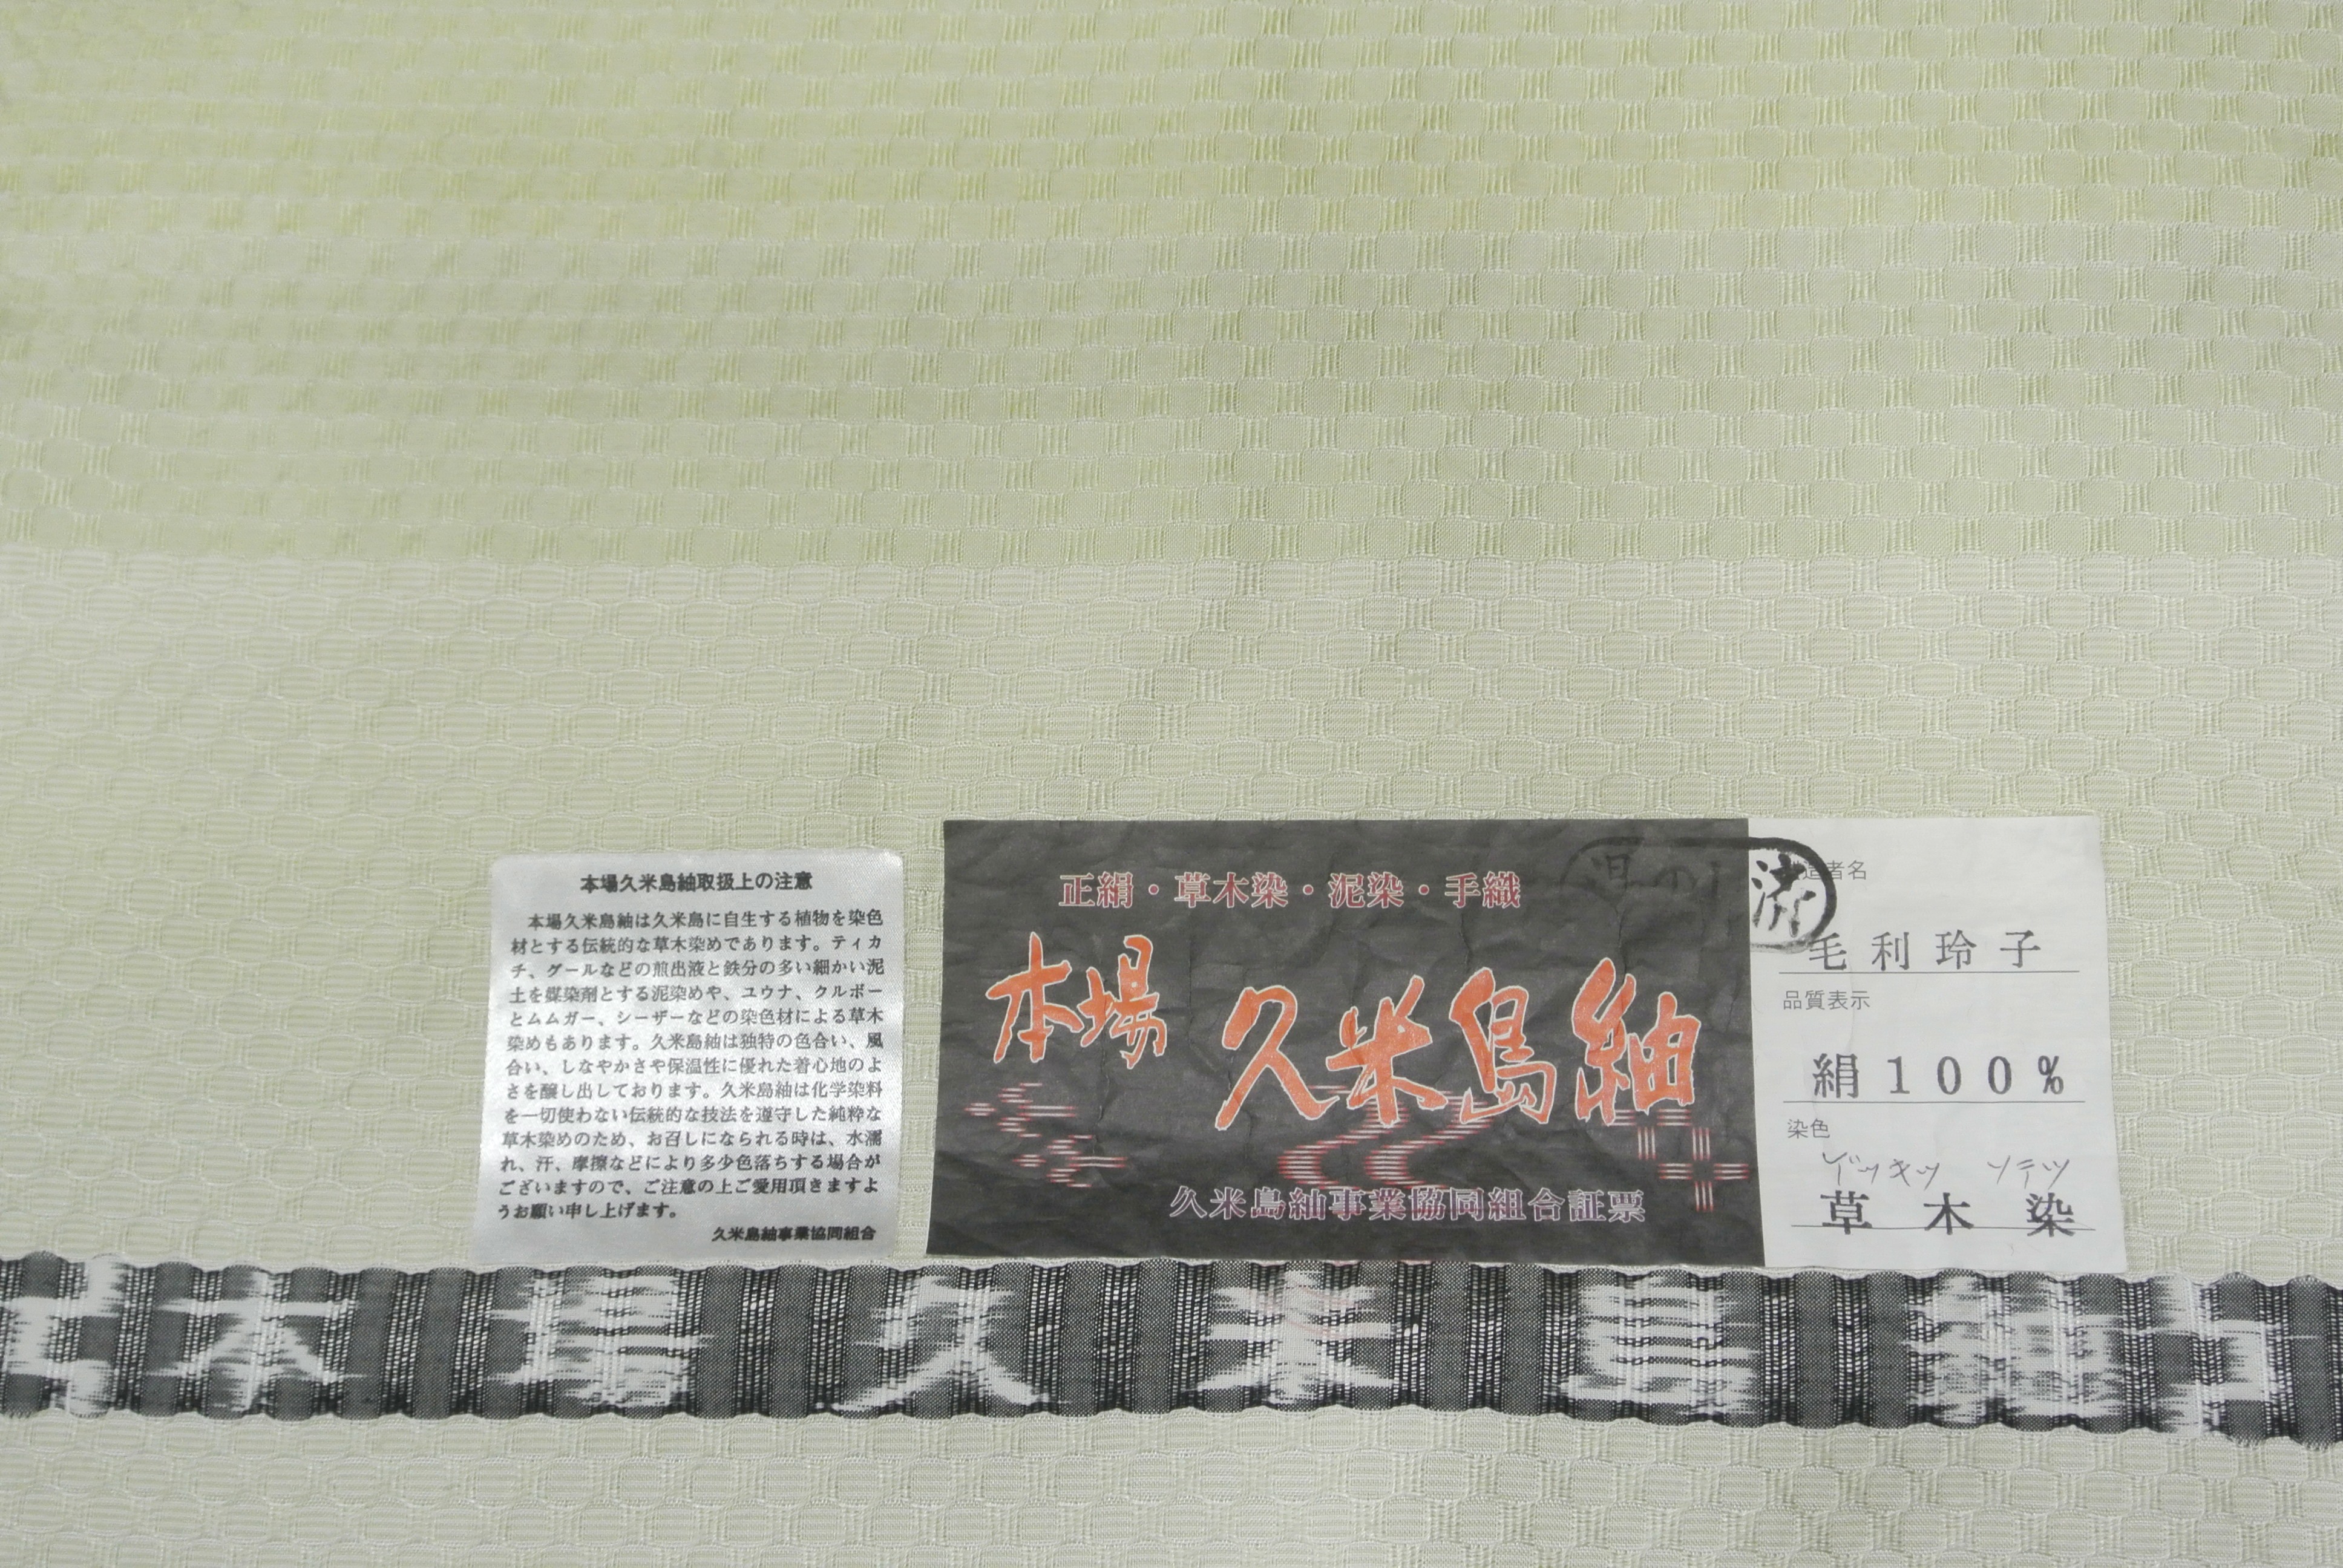 本場久米島紬取扱上の注意
本場久米島紬は久米島に自生する植物を染色
材とする伝統的な草木染めであります。ティカ
チ、グールなどの煎出液と鉄分の多い細かい泥
土を媒染剤とする泥染めや、ユウナ、クルボー
とムムガー、シーザーなどの染色材による草木
染めもあります。久米島紬は独特の色合い、風
合い、しなやかさや保温性に優れた着心地のよ
さを醸し出しております。久米島紬は化学染料
を一切使わない伝統的な技法を遵守した純粋な
草木染めのため、お召しになられる時は、水濡
れ、汗、摩擦などにより多少色落ちする場合が
ございますので、ご注意の上ご愛用頂きますよ
うお願い申し上げます。
久米島紬事業協同組合
正絹・草木染・泥染・手織
本場
久米島紬
久米島紬事業協同組合証票
済
者名
毛利玲子
品質表示
絹100%
染色
ソテツ
草木染
本場久米島紬